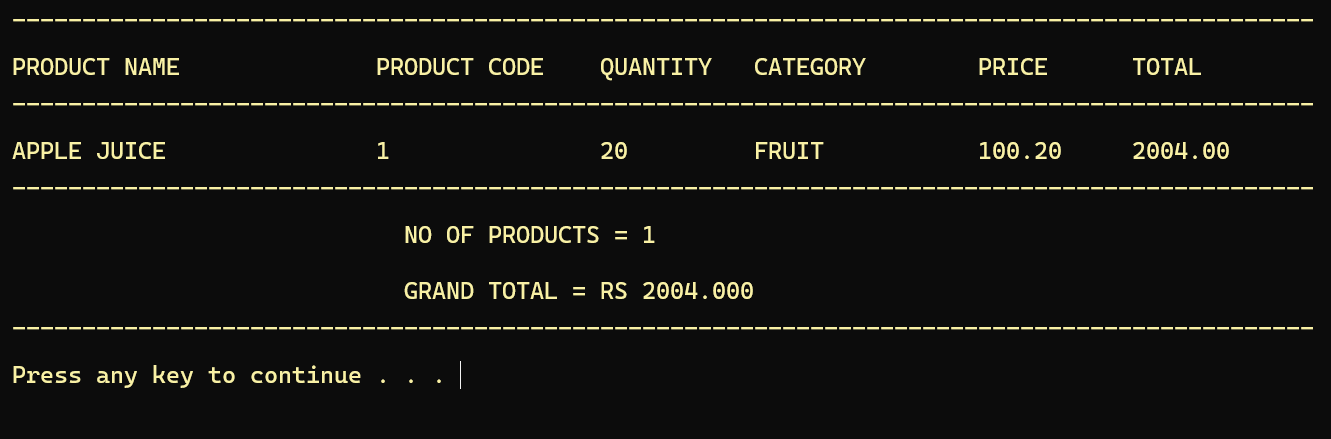 ---------------------------------------------------------------------------------------------
PRODUCT NAME PRODUCT CODE QUANTITY CATEGORY PRICE TOTAL
---------------------------------------------------------------------------------------------
APPLE JUICE 1 20 FRUIT 100.20 2004.00
---------------------------------------------------------------------------------------------
NO OF PRODUCTS = 1
GRAND TOTAL = RS 2004.000
---------------------------------------------------------------------------------------------
Press any key to continue . . .